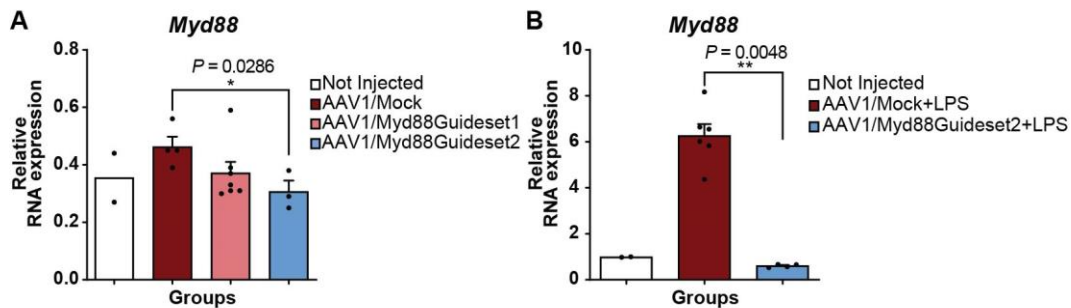 A
Myd88
Relative
RNA expression
0.8
0.6
0.4
0.2
0.0
P = 0.0286
*
Groups
Not Injected
AAV1/Mock
AAV1/Myd88Guideset1
AAV1/Myd88Guideset2
B
Myd88
Relative
RNA expression
10
8
6
4
2
1
0
P = 0.0048
**
Groups
Not Injected
AAV1/Mock+LPS
AAV1/Myd88Guideset2+LPS